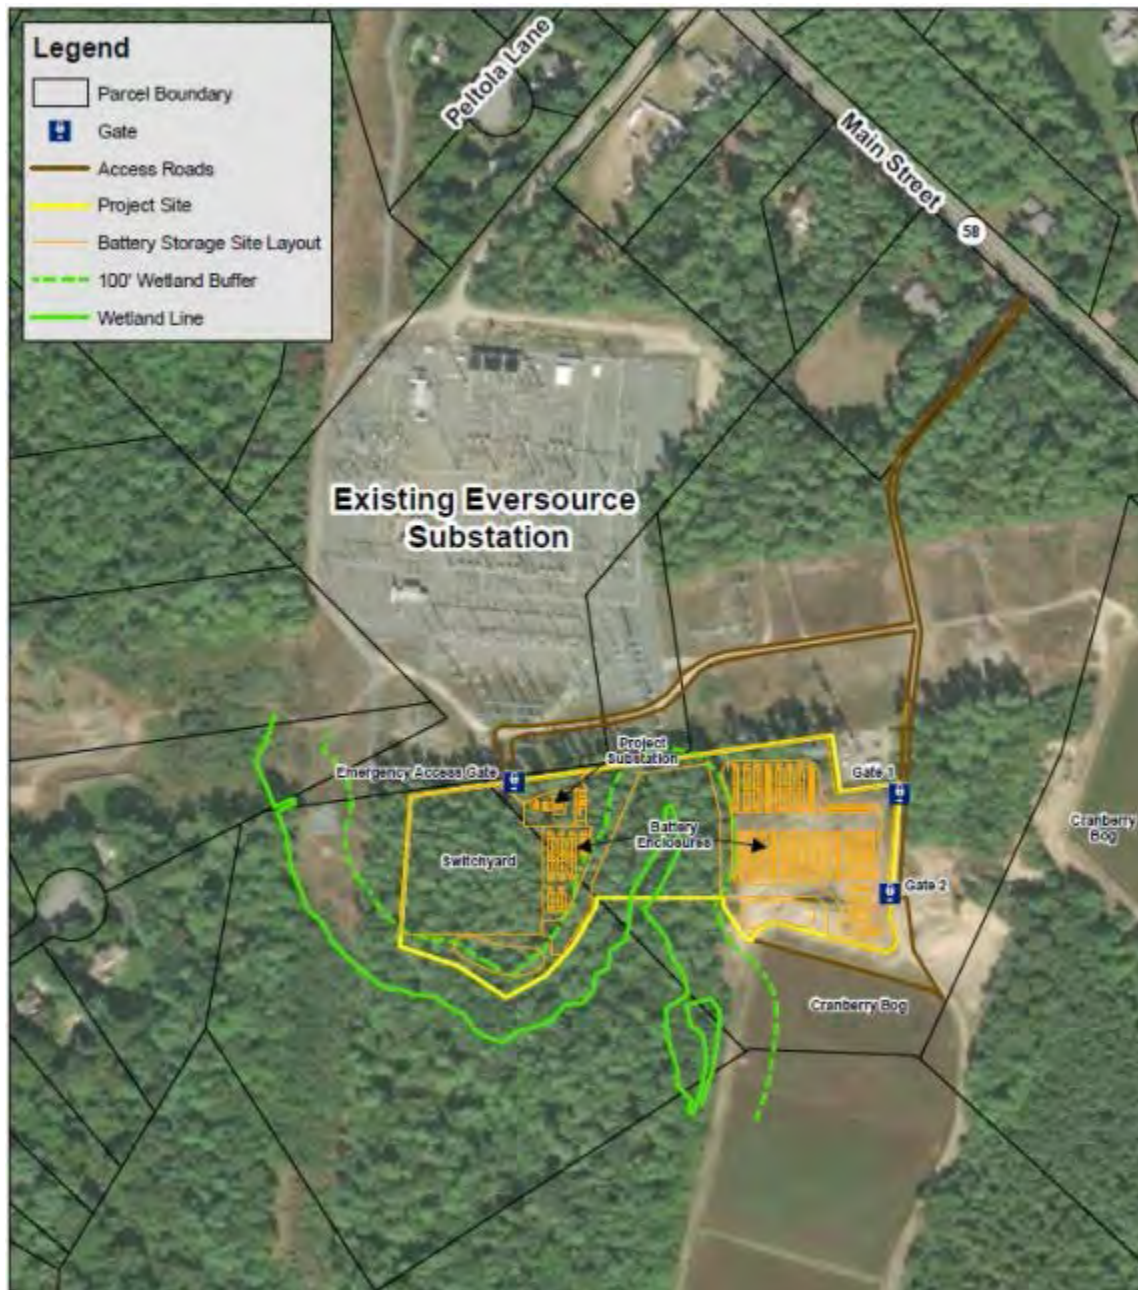 Legend
Parcel Boundary
Gate
Access Roads
Project Site
Battery Storage Site Layout
100' Wetland Buffer
Wetland Line
Peltola Lane
Main Street
58
Existing Eversource
Substation
Project
Substation
Emergency Access Gate
Gate 1
Battery
Enclosures
Switchyard
Gate 2
Cranberry
Bog
Cranberry Bog